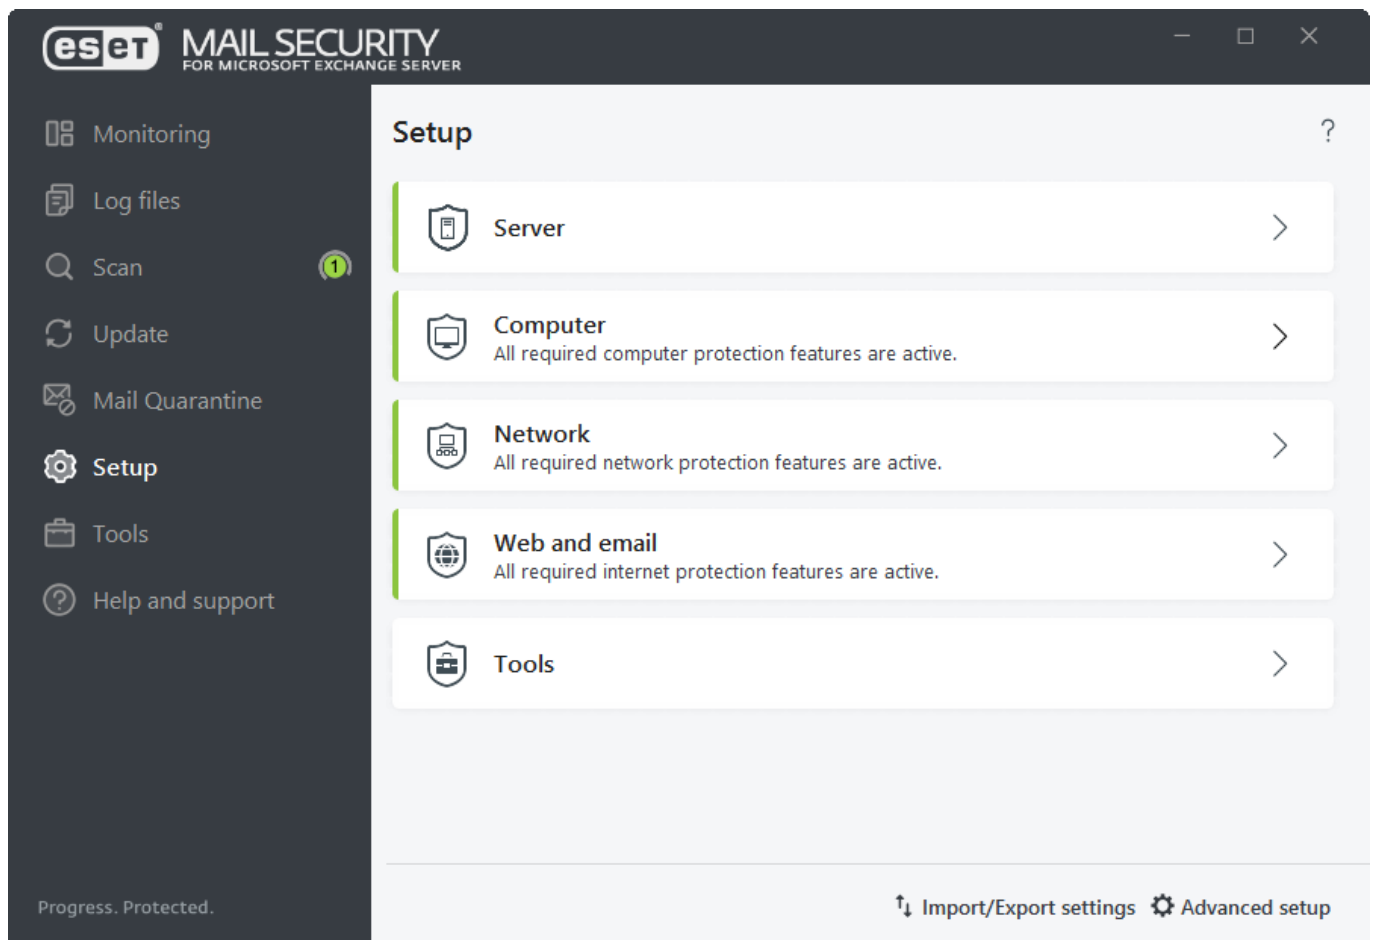 eset® MAIL SECURITY
FOR MICROSOFT EXCHANGE SERVER
Monitoring
Log files
Scan 1
Update
Mail Quarantine
Setup
Tools
Help and support
Progress. Protected.
Setup ?
Server
Computer
All required computer protection features are active.
Network
All required network protection features are active.
Web and email
All required internet protection features are active.
Tools
Import/Export settings Advanced setup